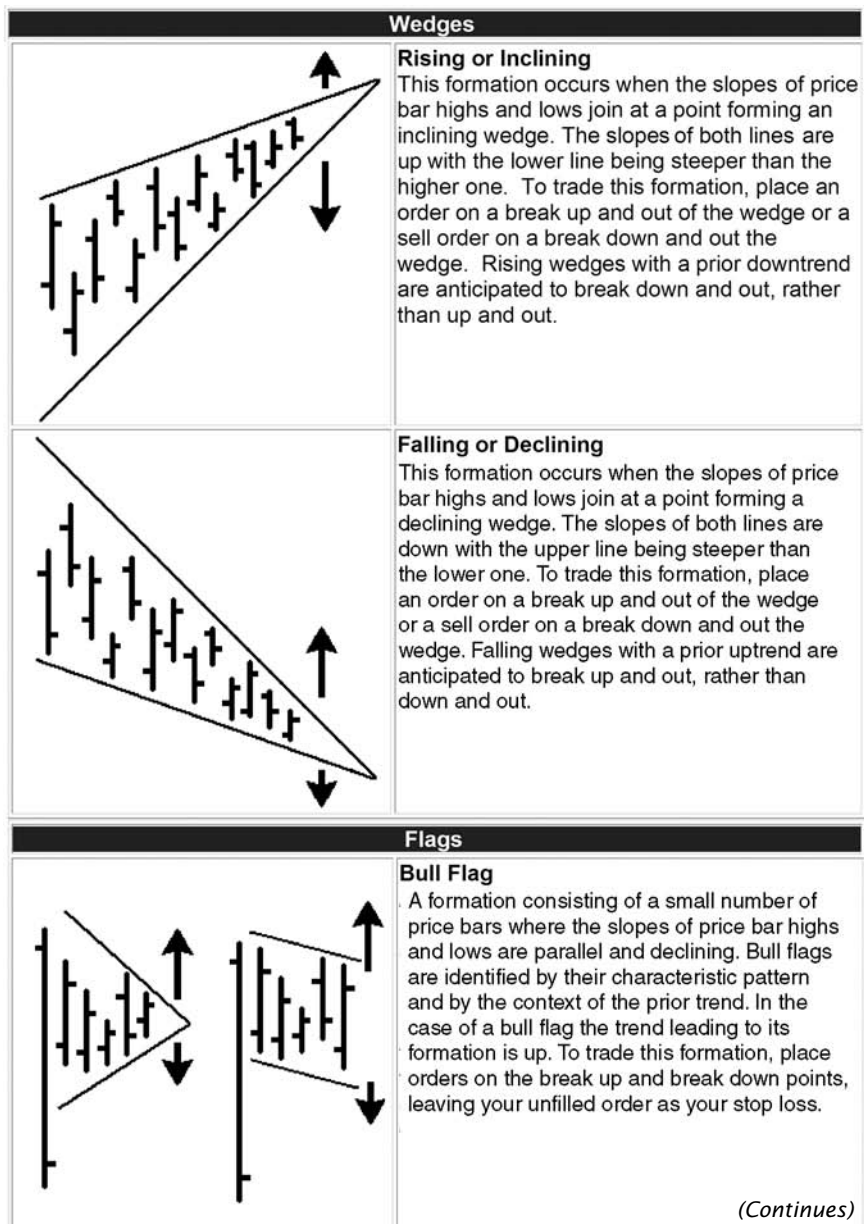 Wedges
Rising or Inclining
This formation occurs when the slopes of price
bar highs and lows join at a point forming an
inclining wedge. The slopes of both lines are
up with the lower line being steeper than the
higher one.  To trade this formation, place an
order on a break up and out of the wedge or a
sell order on a break down and out the
wedge.  Rising wedges with a prior downtrend
are anticipated to break down and out, rather
than up and out.
Falling or Declining
This formation occurs when the slopes of price
bar highs and lows join at a point forming a
declining wedge. The slopes of both lines are
down with the upper line being steeper than
the lower one. To trade this formation, place
an order on a break up and out of the wedge
or a sell order on a break down and out the
wedge. Falling wedges with a prior uptrend are
anticipated to break up and out, rather than
down and out.
Flags
Bull Flag
A formation consisting of a small number of
price bars where the slopes of price bar highs
and lows are parallel and declining. Bull flags
are identified by their characteristic pattern
and by the context of the prior trend. In the
case of a bull flag the trend leading to its
formation is up. To trade this formation, place
orders on the break up and break down points,
leaving your unfilled order as your stop loss.
(Continues)